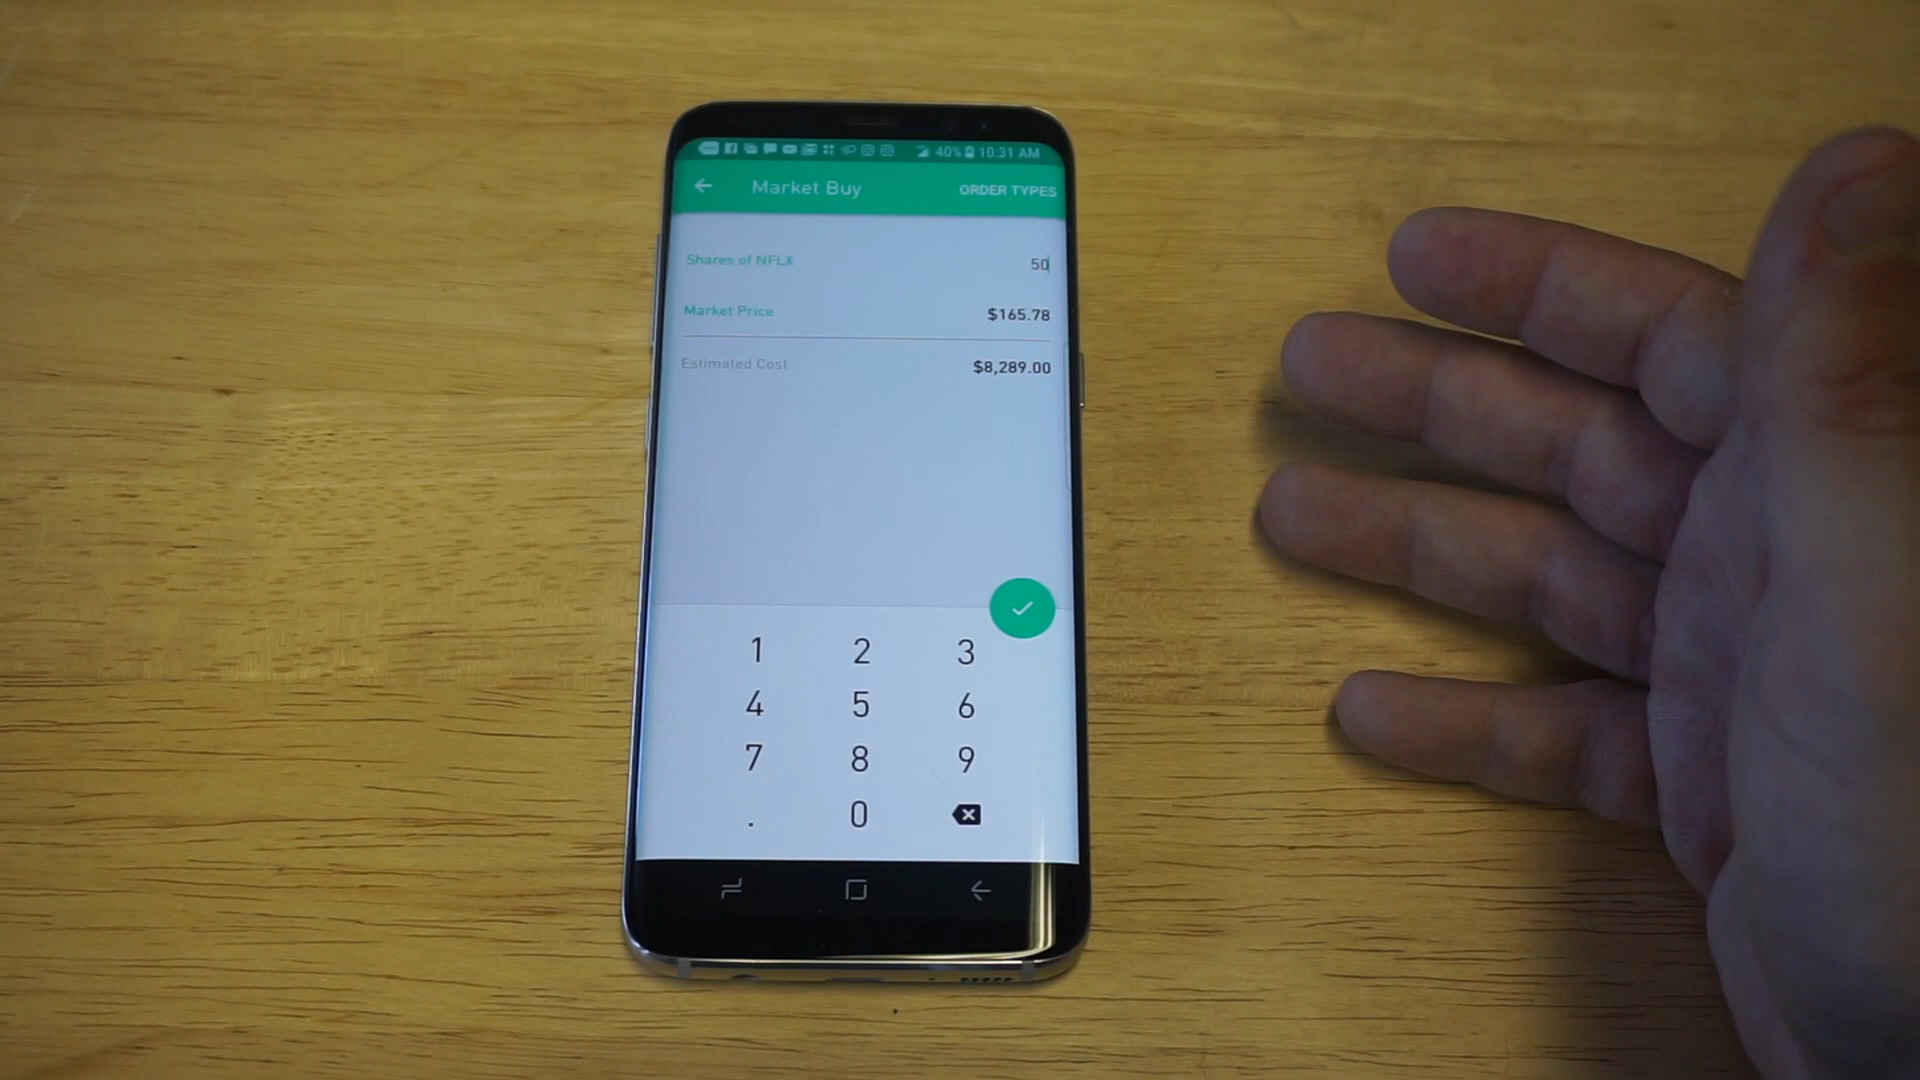 40% 10:31 AM
Market Buy ORDER TYPES
Shares of NFLX 50
Market Price $165.78
Estimated Cost $8,289.00
1 2 3
4 5 6
7 8 9
. 0